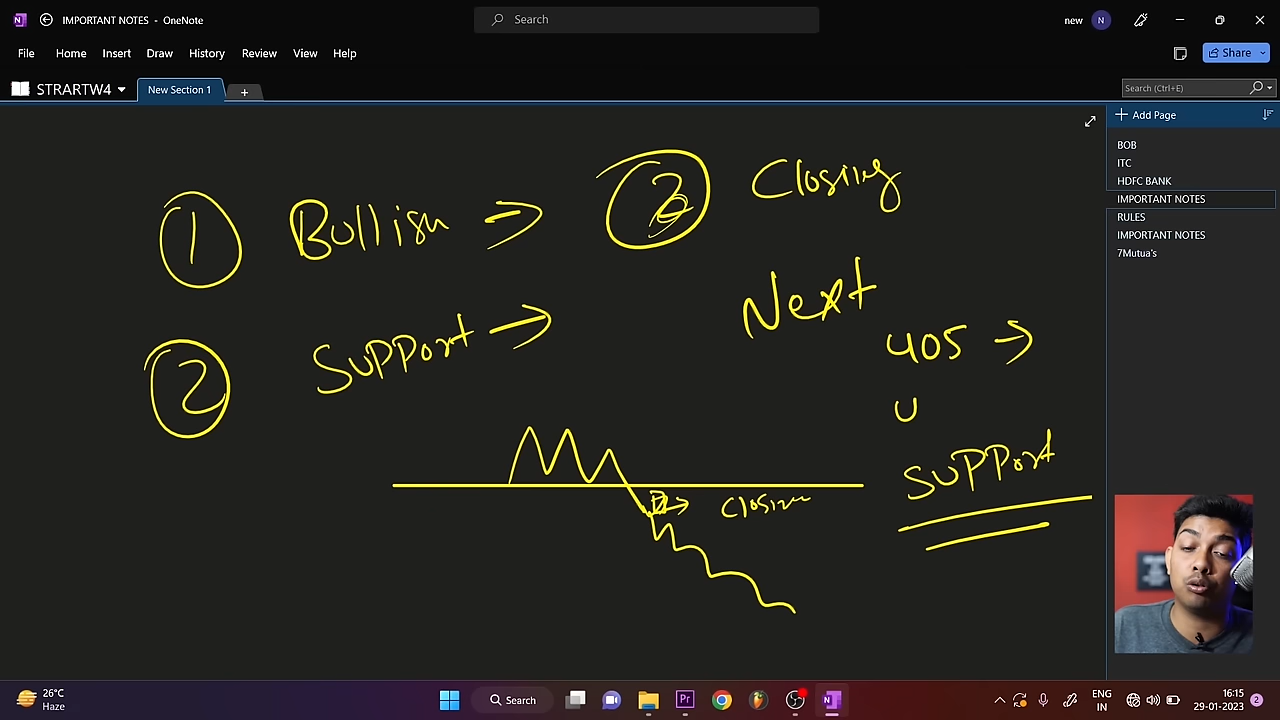 IMPORTANT NOTES - OneNote
Search
new N
File Home Insert Draw History Review View Help
Share
STRARTW4
New Section 1
+
Search (Ctrl+E)
Add Page
BOB
ITC
HDFC BANK
IMPORTANT NOTES
RULES
IMPORTANT NOTES
7Mutua's
1 Bullish →
Closing
2 Support →
Next
405 →
U
Support
26°C
Haze
Search
Pr
N
ENG
IN
16:15
29-01-2023
2